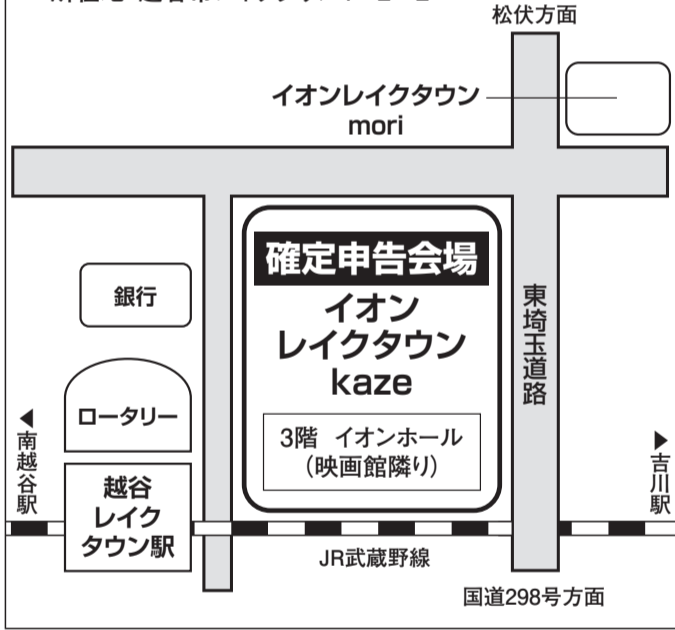 松伏方面
イオンレイクタウン
mori
確定申告会場
イオン
レイクタウン
kaze
3階 イオンホール
(映画館隣り)
銀行
ロータリー
越谷
レイク
タウン駅
◀南越谷駅
東埼玉道路
▶吉川駅
JR武蔵野線
国道298号方面